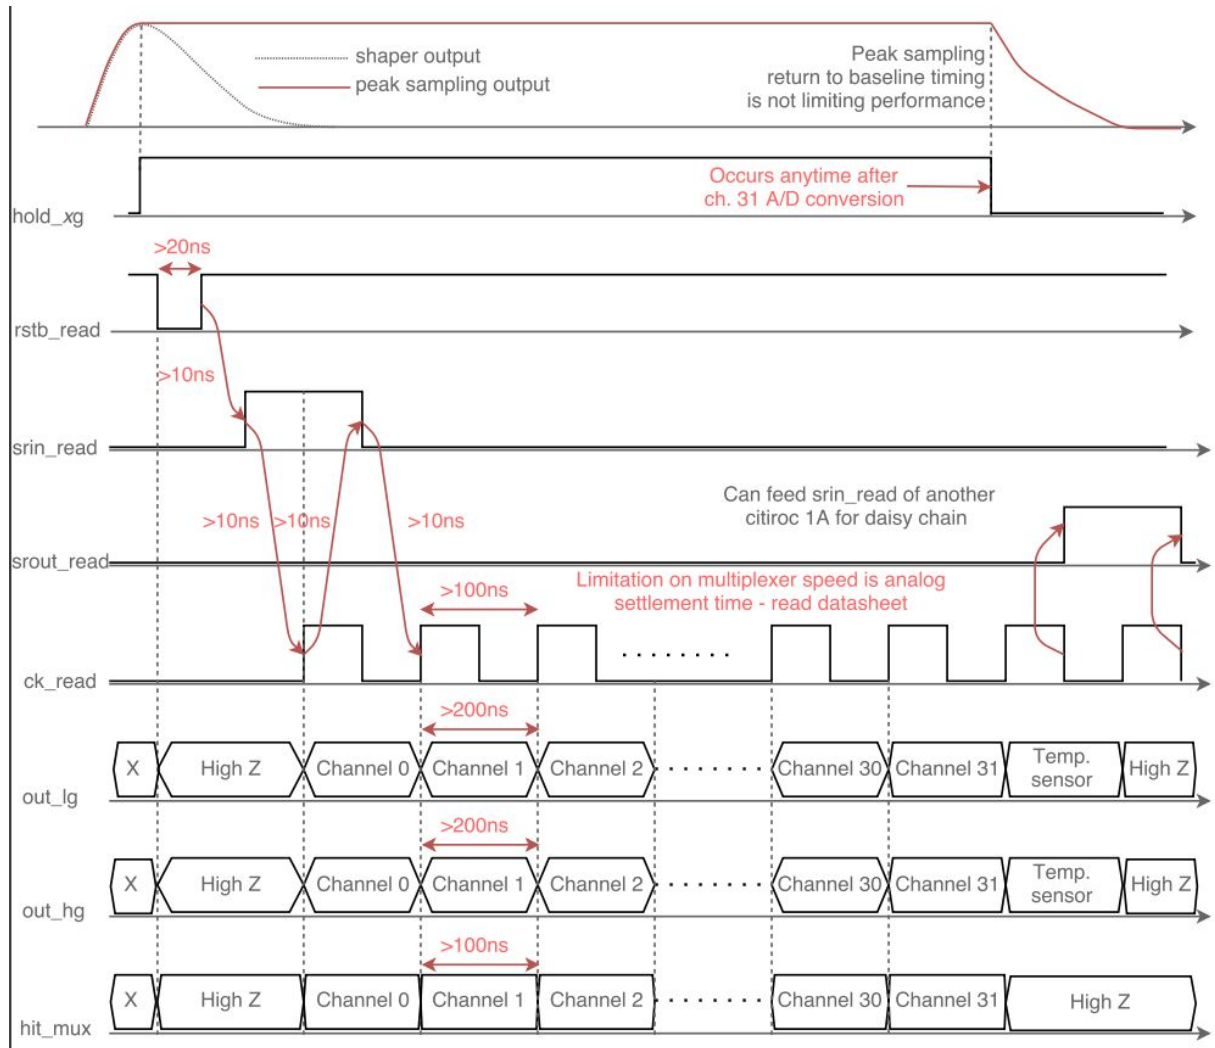 shaper output
peak sampling output
Peak sampling
return to baseline timing
is not limiting performance
Occurs anytime after
ch. 31 A/D conversion
hold_xg
>20ns
rstb_read
>10ns
srin_read
>10ns
>10ns
>10ns
Can feed srin_read of another
citiroc 1A for daisy chain
srout_read
>100ns
Limitation on multiplexer speed is analog
settlement time - read datasheet
ck_read
>200ns
X High Z Channel 0 Channel 1 Channel 2 Channel 30 Channel 31 Temp. sensor High Z
out_lg
>200ns
X High Z Channel 0 Channel 1 Channel 2 Channel 30 Channel 31 Temp. sensor High Z
out_hg
>100ns
X High Z Channel 0 Channel 1 Channel 2 Channel 30 Channel 31 High Z
hit_mux